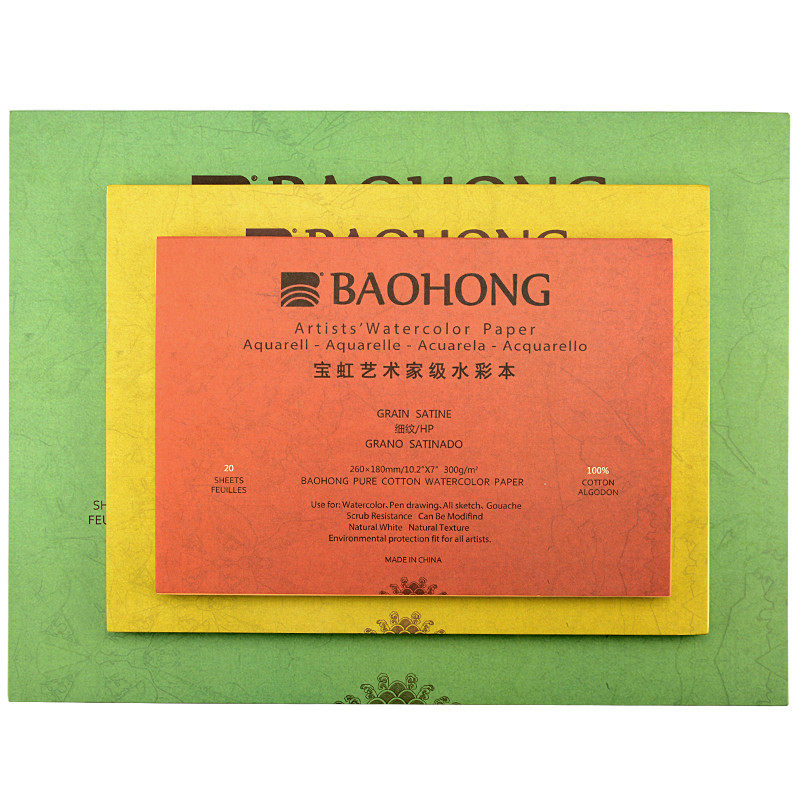 BAOHONG
BAOHONG
BAOHONG
Artists' Watercolor Paper
Aquarell - Aquarelle - Acuarela - Acquarello
宝虹艺术家级水彩本
GRAIN SATINE
细纹/HP
GRANO SATINADO
20
SHEETS
FEUILLES
260×180mm/10.2"X7" 300g/m²
BAOHONG PURE COTTON WATERCOLOR PAPER
100%
COTTON
ALGODON
Use for: Watercolor. Pen drawing. All sketch. Gouache
Scrub Resistance Can Be Modifind
Natural White Natural Texture
Environmental protection fit for all artists.
MADE IN CHINA